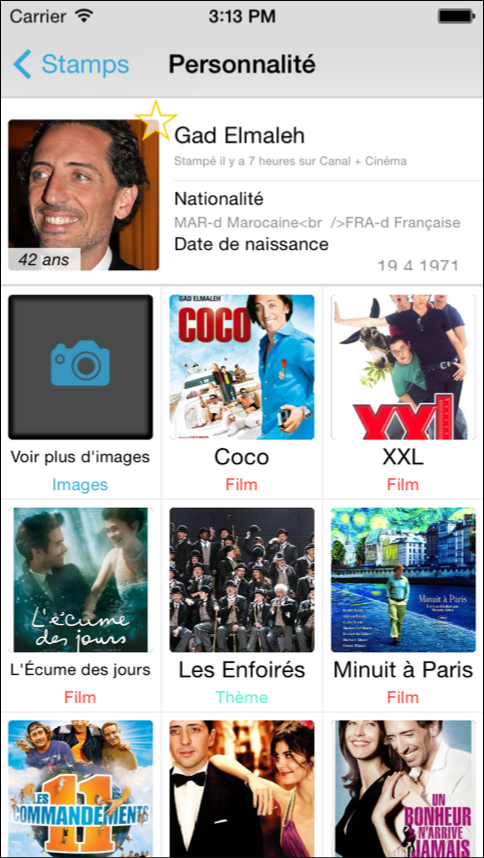 Carrier 3:13 PM
Stamps Personnalité
Gad Elmaleh
Stampé il y a 7 heures sur Canal + Cinéma
Nationalité
MAR-d Marocaine<br />FRA-d Française
Date de naissance
19 4 1971
42 ans
GAD ELMALEH
COCO
XXL
Voir plus d'images
Coco
XXL
Images
Film
Film
L'écume
des jours
Minuit à Paris
L'Écume des jours
Les Enfoirés
Minuit à Paris
Film
Thème
Film
LES
11
COMMANDEMENTS
UN
BONHEUR
N'ARRIVE
JAMAIS